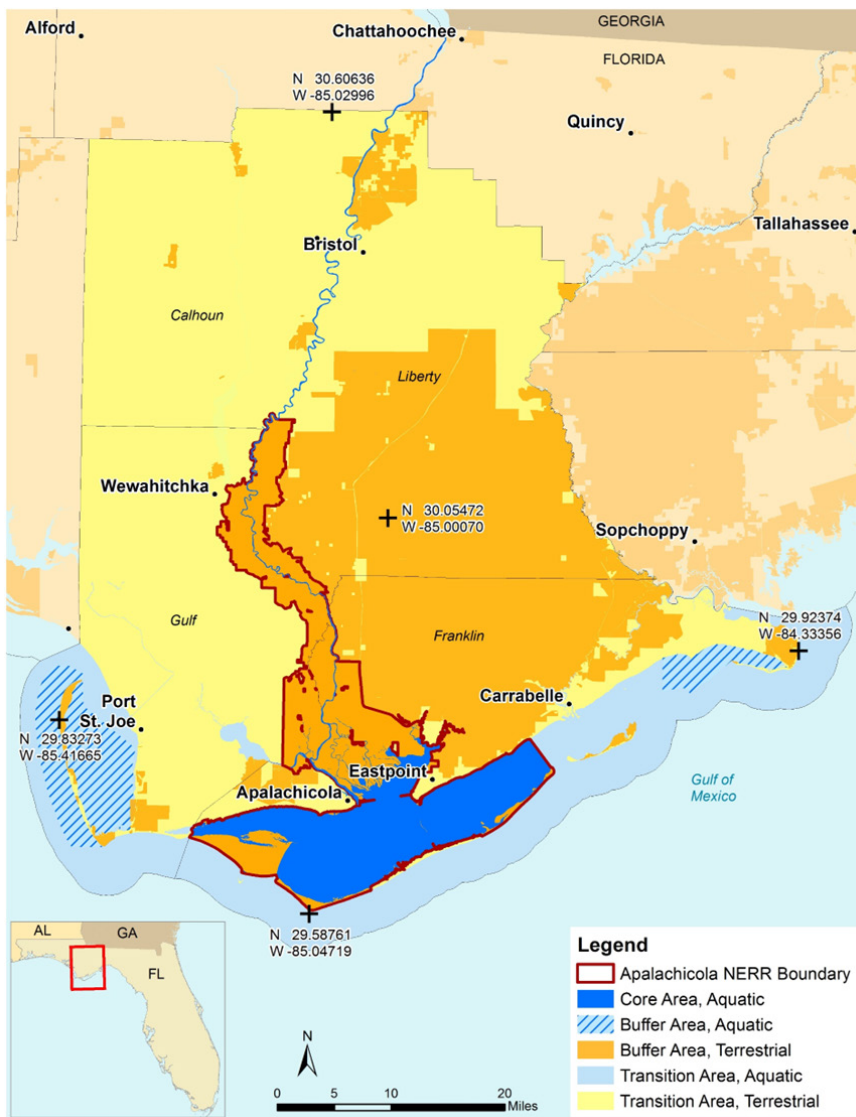 GEORGIA
Alford
Chattahoochee
FLORIDA
N 30.60636
W -85.02996
Quincy
Tallahassee
Bristol
Calhoun
Liberty
Wewahitchka
N 30.05472
W -85.00070
Sopchoppy
Gulf
Franklin
N 29.92374
W -84.33356
Port
St. Joe
Carrabelle
N 29.83273
W -85.41665
Eastpoint
Apalachicola
Gulf of
Mexico
N 29.58761
W -85.04719
AL
GA
FL
N
0 5 10 20
Miles
Legend
Apalachicola NERR Boundary
Core Area, Aquatic
Buffer Area, Aquatic
Buffer Area, Terrestrial
Transition Area, Aquatic
Transition Area, Terrestrial